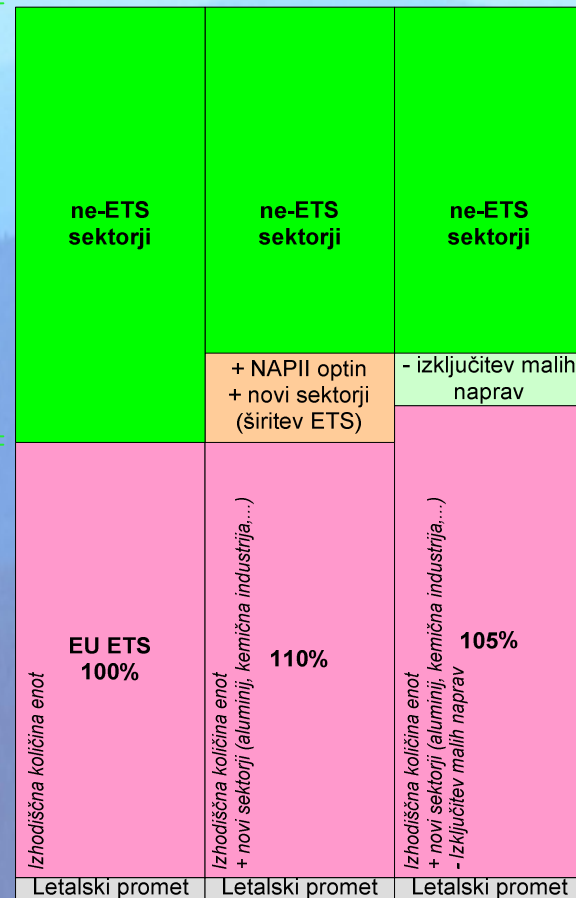 ne-ETS
sektorji
EU ETS
100%
Izhodiščna količina enot
Letalski promet
ne-ETS
sektorji
+ NAPII optin
+ novi sektorji
(širitev ETS)
110%
Izhodiščna količina enot
+ novi sektorji (aluminij, kemična industrija,...)
Letalski promet
ne-ETS
sektorji
- izključitev malih
naprav
105%
Izhodiščna količina enot
+ novi sektorji (aluminij, kemična industrija,...)
- Izključitev malih naprav
Letalski promet